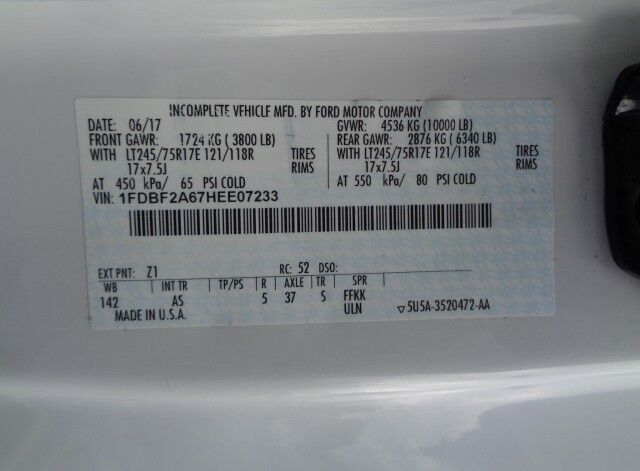 INCOMPLETE VEHICLE MFD. BY FORD MOTOR COMPANY
DATE: 06/17 GVWR: 4536 KG (10000 LB)
FRONT GAWR: 1724 KG ( 3800 LB) REAR GAWR: 2876 KG ( 6340 LB)
WITH LT245/75R17E 121/118R TIRES WITH LT245/75R17E 121/118R TIRES
17x7.5J RIMS 17x7.5J RIMS
AT 450 kPa/ 65 PSI COLD AT 550 kPa/ 80 PSI COLD
VIN: 1FDBF2A67HEE07233
EXT PNT: Z1 RC: 52 DSO:
WB INT TR TP/PS R AXLE TR SPR
142 AS 5 37 S FFKK
MADE IN U.S.A. ULN ▽5U5A-3520472-AA